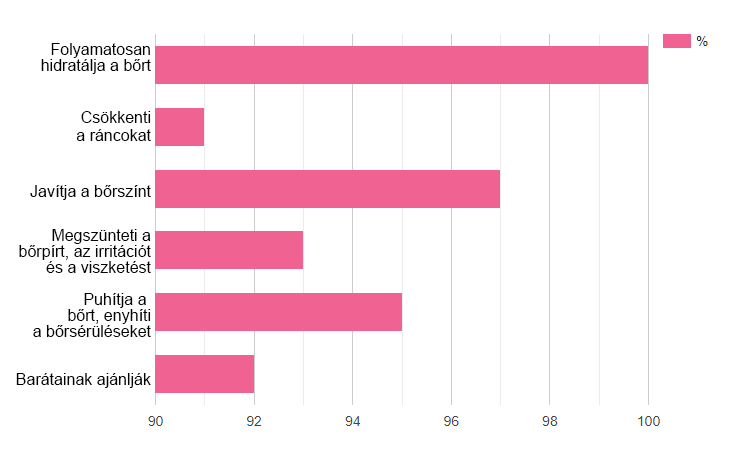 Folyamatosan
hidratálja a bőrt
%
Csökkenti
a ráncokat
Javítja a bőrszínt
Megszünteti a
bőrpírt, az irritációt
és a viszketést
Puhítja a
bőrt, enyhíti
a bőrsérüléseket
Barátainak ajánlják
90 92 94 96 98 100